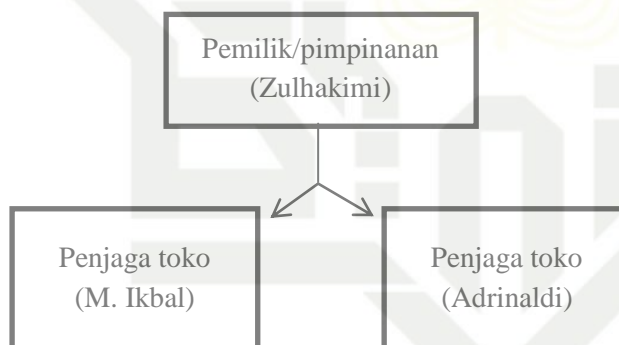 Pemilik/pimpinanan
(Zulhakimi)
Penjaga toko
(M. Ikbal)
Penjaga toko
(Adrinaldi)